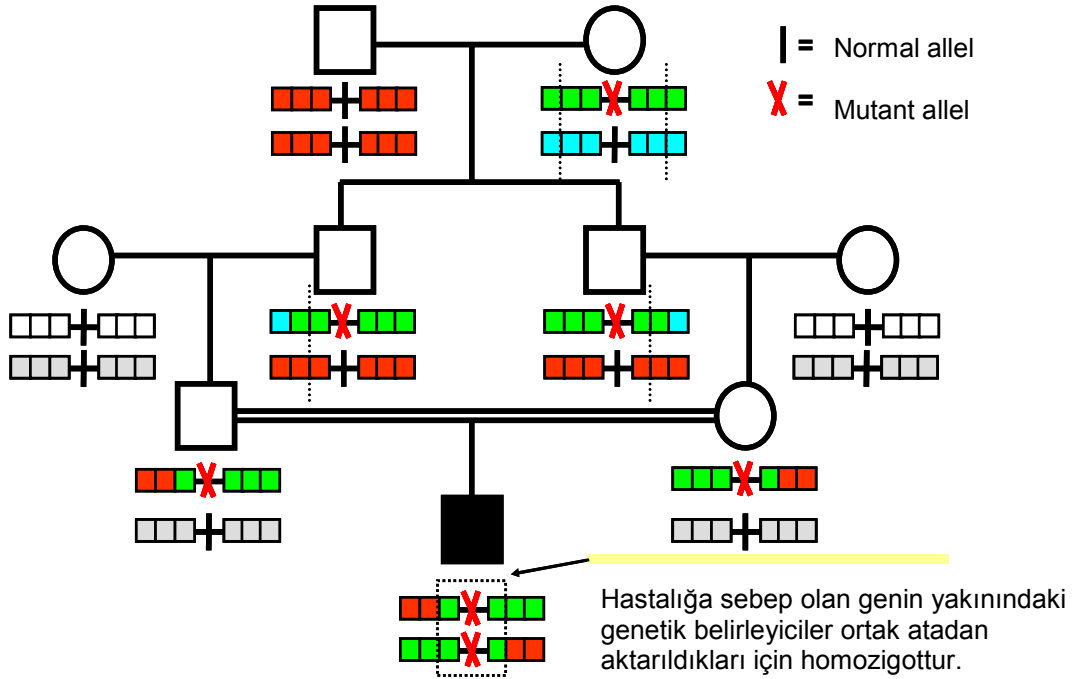 = Normal allel
= Mutant allel
Hastalığa sebep olan genin yakınındaki
genetik belirleyiciler ortak atadan
aktarıldıkları için homozigottur.